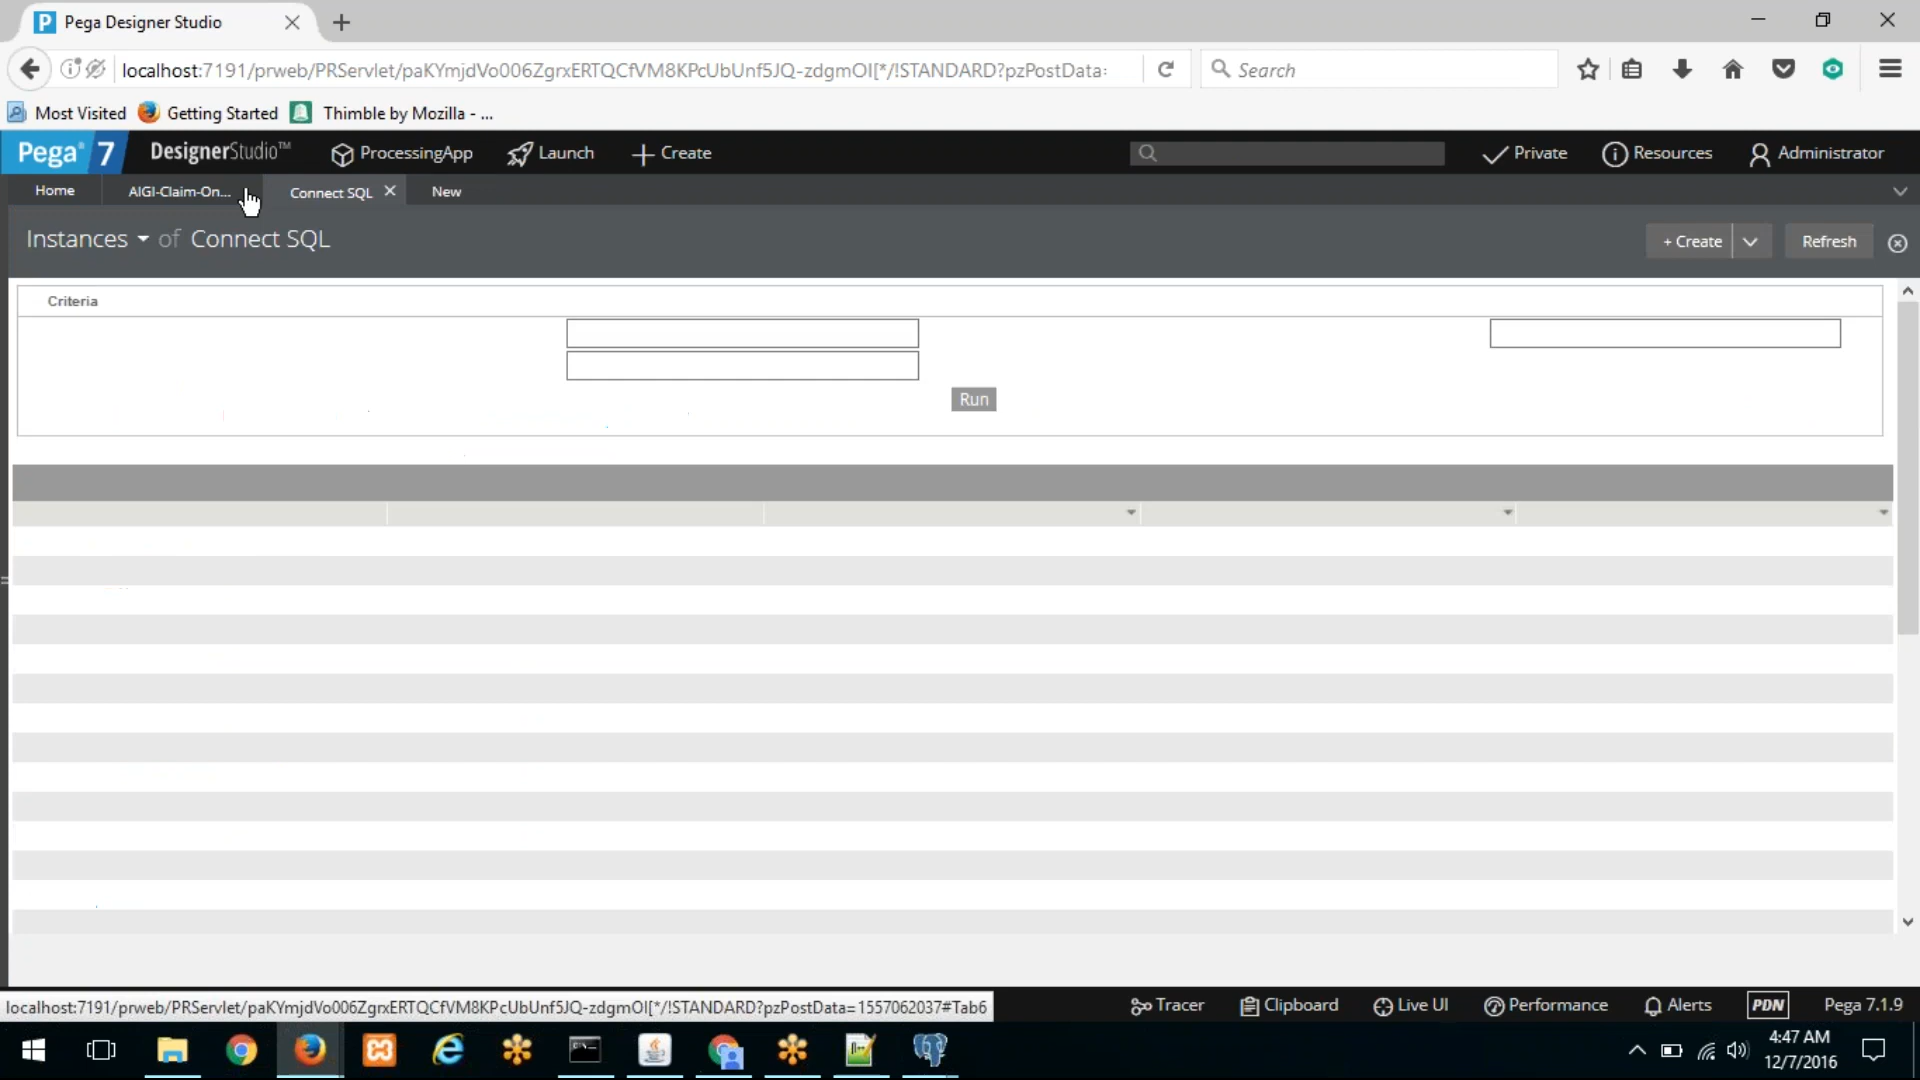 Pega Designer Studio
localhost:7191/prweb/PRServlet/paKYmjdVo006ZgrxERTQCfVM8KPcUbUnf5JQ-zdgmOI[*/!STANDARD?pzPostData:
Search
Most Visited
Getting Started
Thimble by Mozilla - ...
Pega 7
DesignerStudio™
ProcessingApp
Launch
Create
Private
Resources
Administrator
Home
AIGI-Claim-On...
Connect SQL
New
Instances of Connect SQL
+ Create
Refresh
Criteria
Run
localhost:7191/prweb/PRServlet/paKYmjdVo006ZgrxERTQCfVM8KPcUbUnf5JQ-zdgmOI[*/!STANDARD?pzPostData=1557062037#Tab6
Tracer
Clipboard
Live UI
Performance
Alerts
PDN
Pega 7.1.9
4:47 AM
12/7/2016